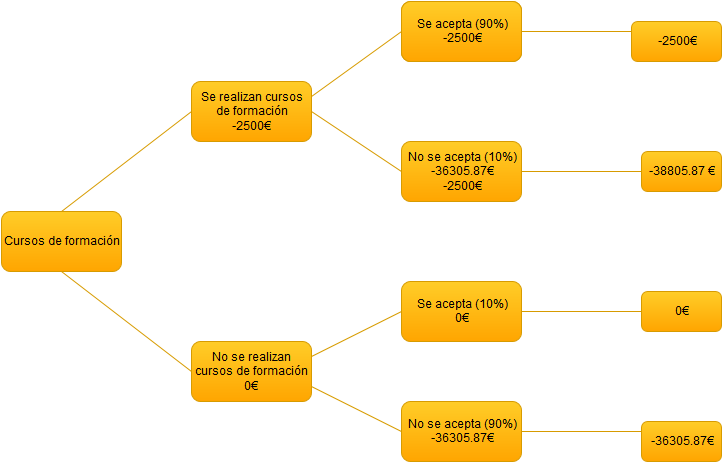 Cursos de formación
Se realizan cursos
de formación
-2500€
Se acepta (90%)
-2500€
-2500€
No se acepta (10%)
-36305.87€
-2500€
-38805.87 €
No se realizan
cursos de formación
0€
Se acepta (10%)
0€
0€
No se acepta (90%)
-36305.87€
-36305.87€